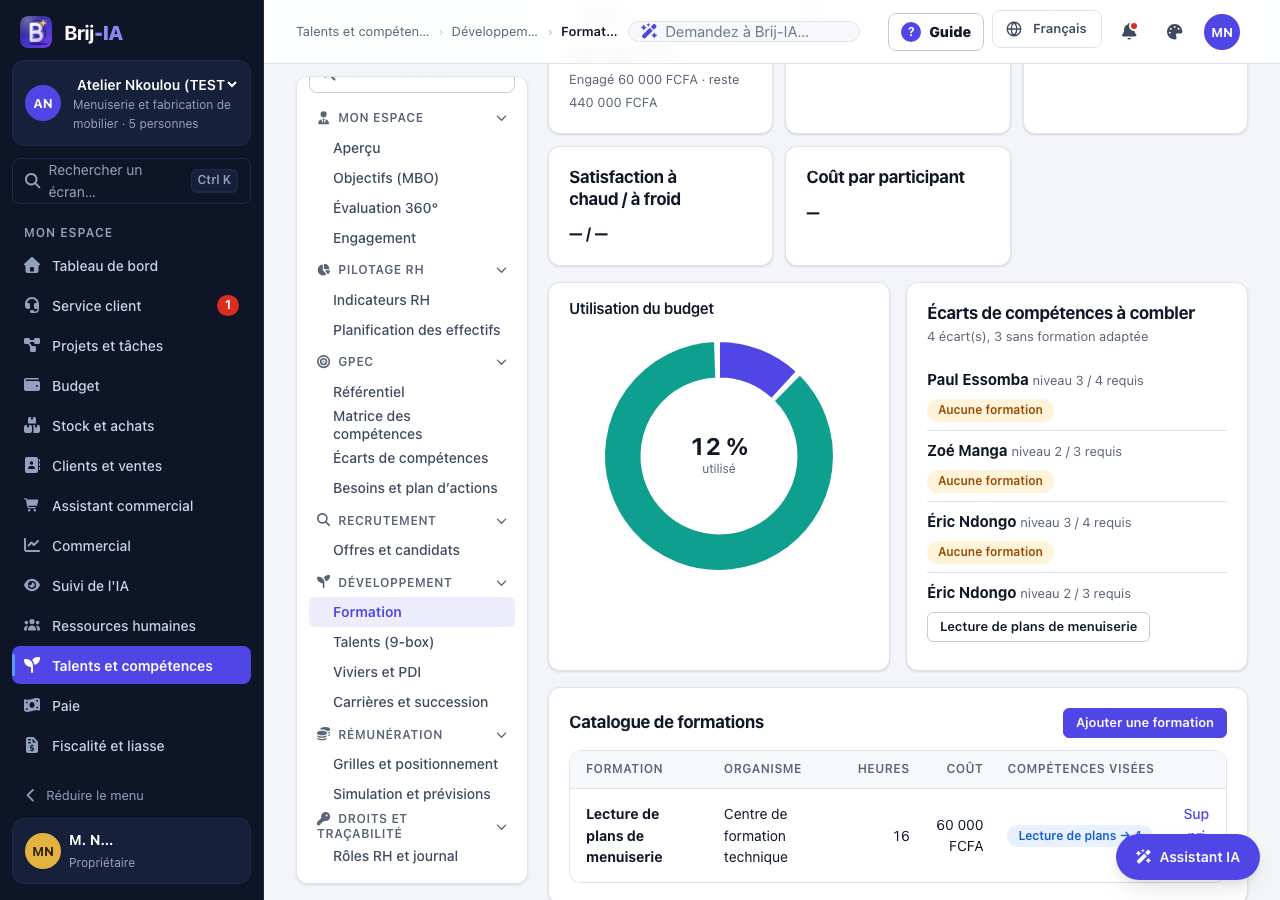 Brij-IA
AN
Atelier Nkoulou (TEST
Menuiserie et fabrication de
mobilier · 5 personnes
Rechercher un
écran...
Ctrl K
MON ESPACE
Tableau de bord
Service client
1
Projets et tâches
Budget
Stock et achats
Clients et ventes
Assistant commercial
Commercial
Suivi de l'IA
Ressources humaines
Talents et compétences
Paie
Fiscalité et liasse
Réduire le menu
MN
M. N...
Propriétaire
Talents et compéten... › Développem... › Format...
Demandez à Brij-IA...
? Guide
Français
MN
MON ESPACE
Aperçu
Objectifs (MBO)
Évaluation 360°
Engagement
PILOTAGE RH
Indicateurs RH
Planification des effectifs
GPEC
Référentiel
Matrice des
compétences
Écarts de compétences
Besoins et plan d’actions
RECRUTEMENT
Offres et candidats
DÉVELOPPEMENT
Formation
Talents (9-box)
Viviers et PDI
Carrières et succession
RÉMUNÉRATION
Grilles et positionnement
Simulation et prévisions
DROITS ET
TRAÇABILITÉ
Rôles RH et journal
Engagé 60 000 FCFA · reste
440 000 FCFA
Satisfaction à
chaud / à froid
— / —
Coût par participant
—
Utilisation du budget
12 %
utilisé
Écarts de compétences à combler
4 écart(s), 3 sans formation adaptée
Paul Essomba niveau 3 / 4 requis
Aucune formation
Zoé Manga niveau 2 / 3 requis
Aucune formation
Éric Ndongo niveau 3 / 4 requis
Aucune formation
Éric Ndongo niveau 2 / 3 requis
Lecture de plans de menuiserie
Catalogue de formations
Ajouter une formation
FORMATION ORGANISME HEURES COÛT COMPÉTENCES VISÉES
Lecture de
plans de
menuiserie
Centre de
formation
technique
16
60 000
FCFA
Lecture de plans →
Sup
Assistant IA